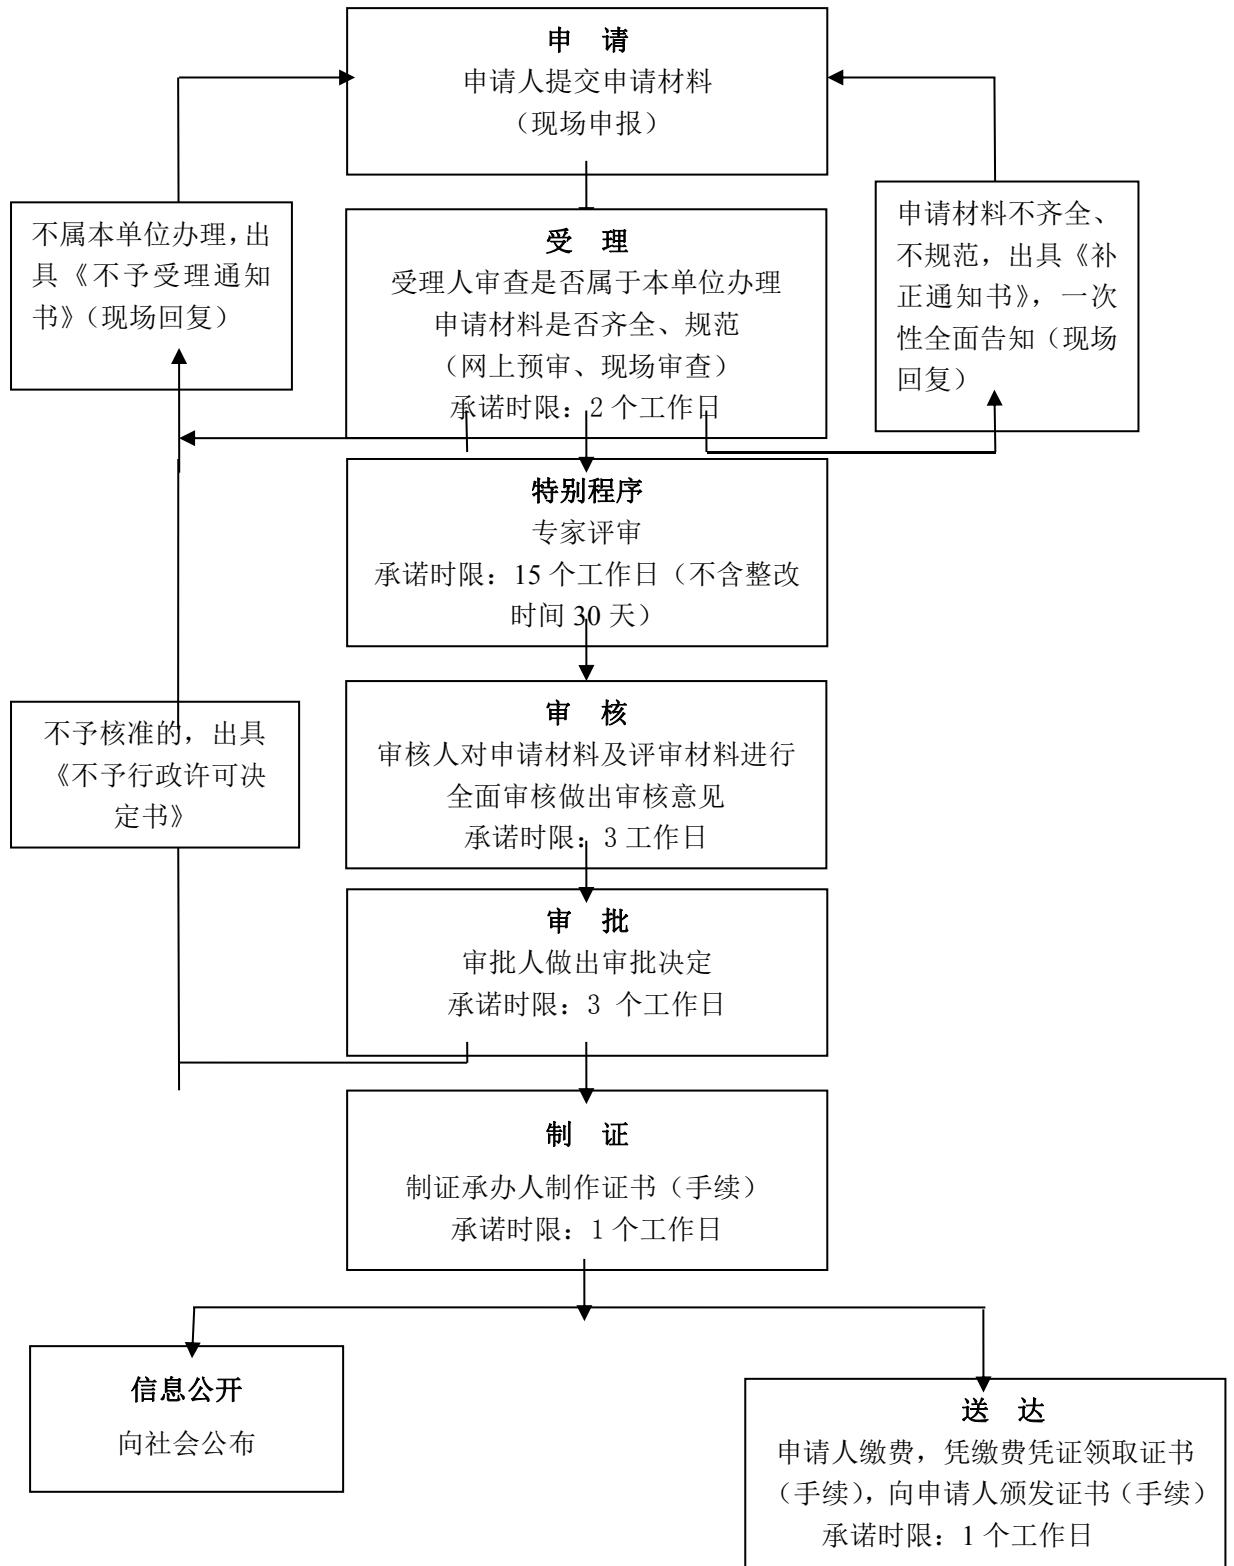 申 请
申请人提交申请材料
（现场申报）
不属本单位办理，出
具《不予受理通知
书》（现场回复）
受 理
受理人审查是否属于本单位办理
申请材料是否齐全、规范
（网上预审、现场审查）
承诺时限：2 个工作日
申请材料不齐全、
不规范，出具《补
正通知书》，一次
性全面告知（现场
回复）
特别程序
专家评审
承诺时限：15 个工作日（不含整改
时间 30 天）
不予核准的，出具
《不予行政许可决
定书》
审 核
审核人对申请材料及评审材料进行
全面审核做出审核意见
承诺时限：3 工作日
审 批
审批人做出审批决定
承诺时限：3 个工作日
制 证
制证承办人制作证书（手续）
承诺时限：1 个工作日
信息公开
向社会公布
送 达
申请人缴费，凭缴费凭证领取证书
（手续），向申请人颁发证书（手续）
承诺时限：1 个工作日